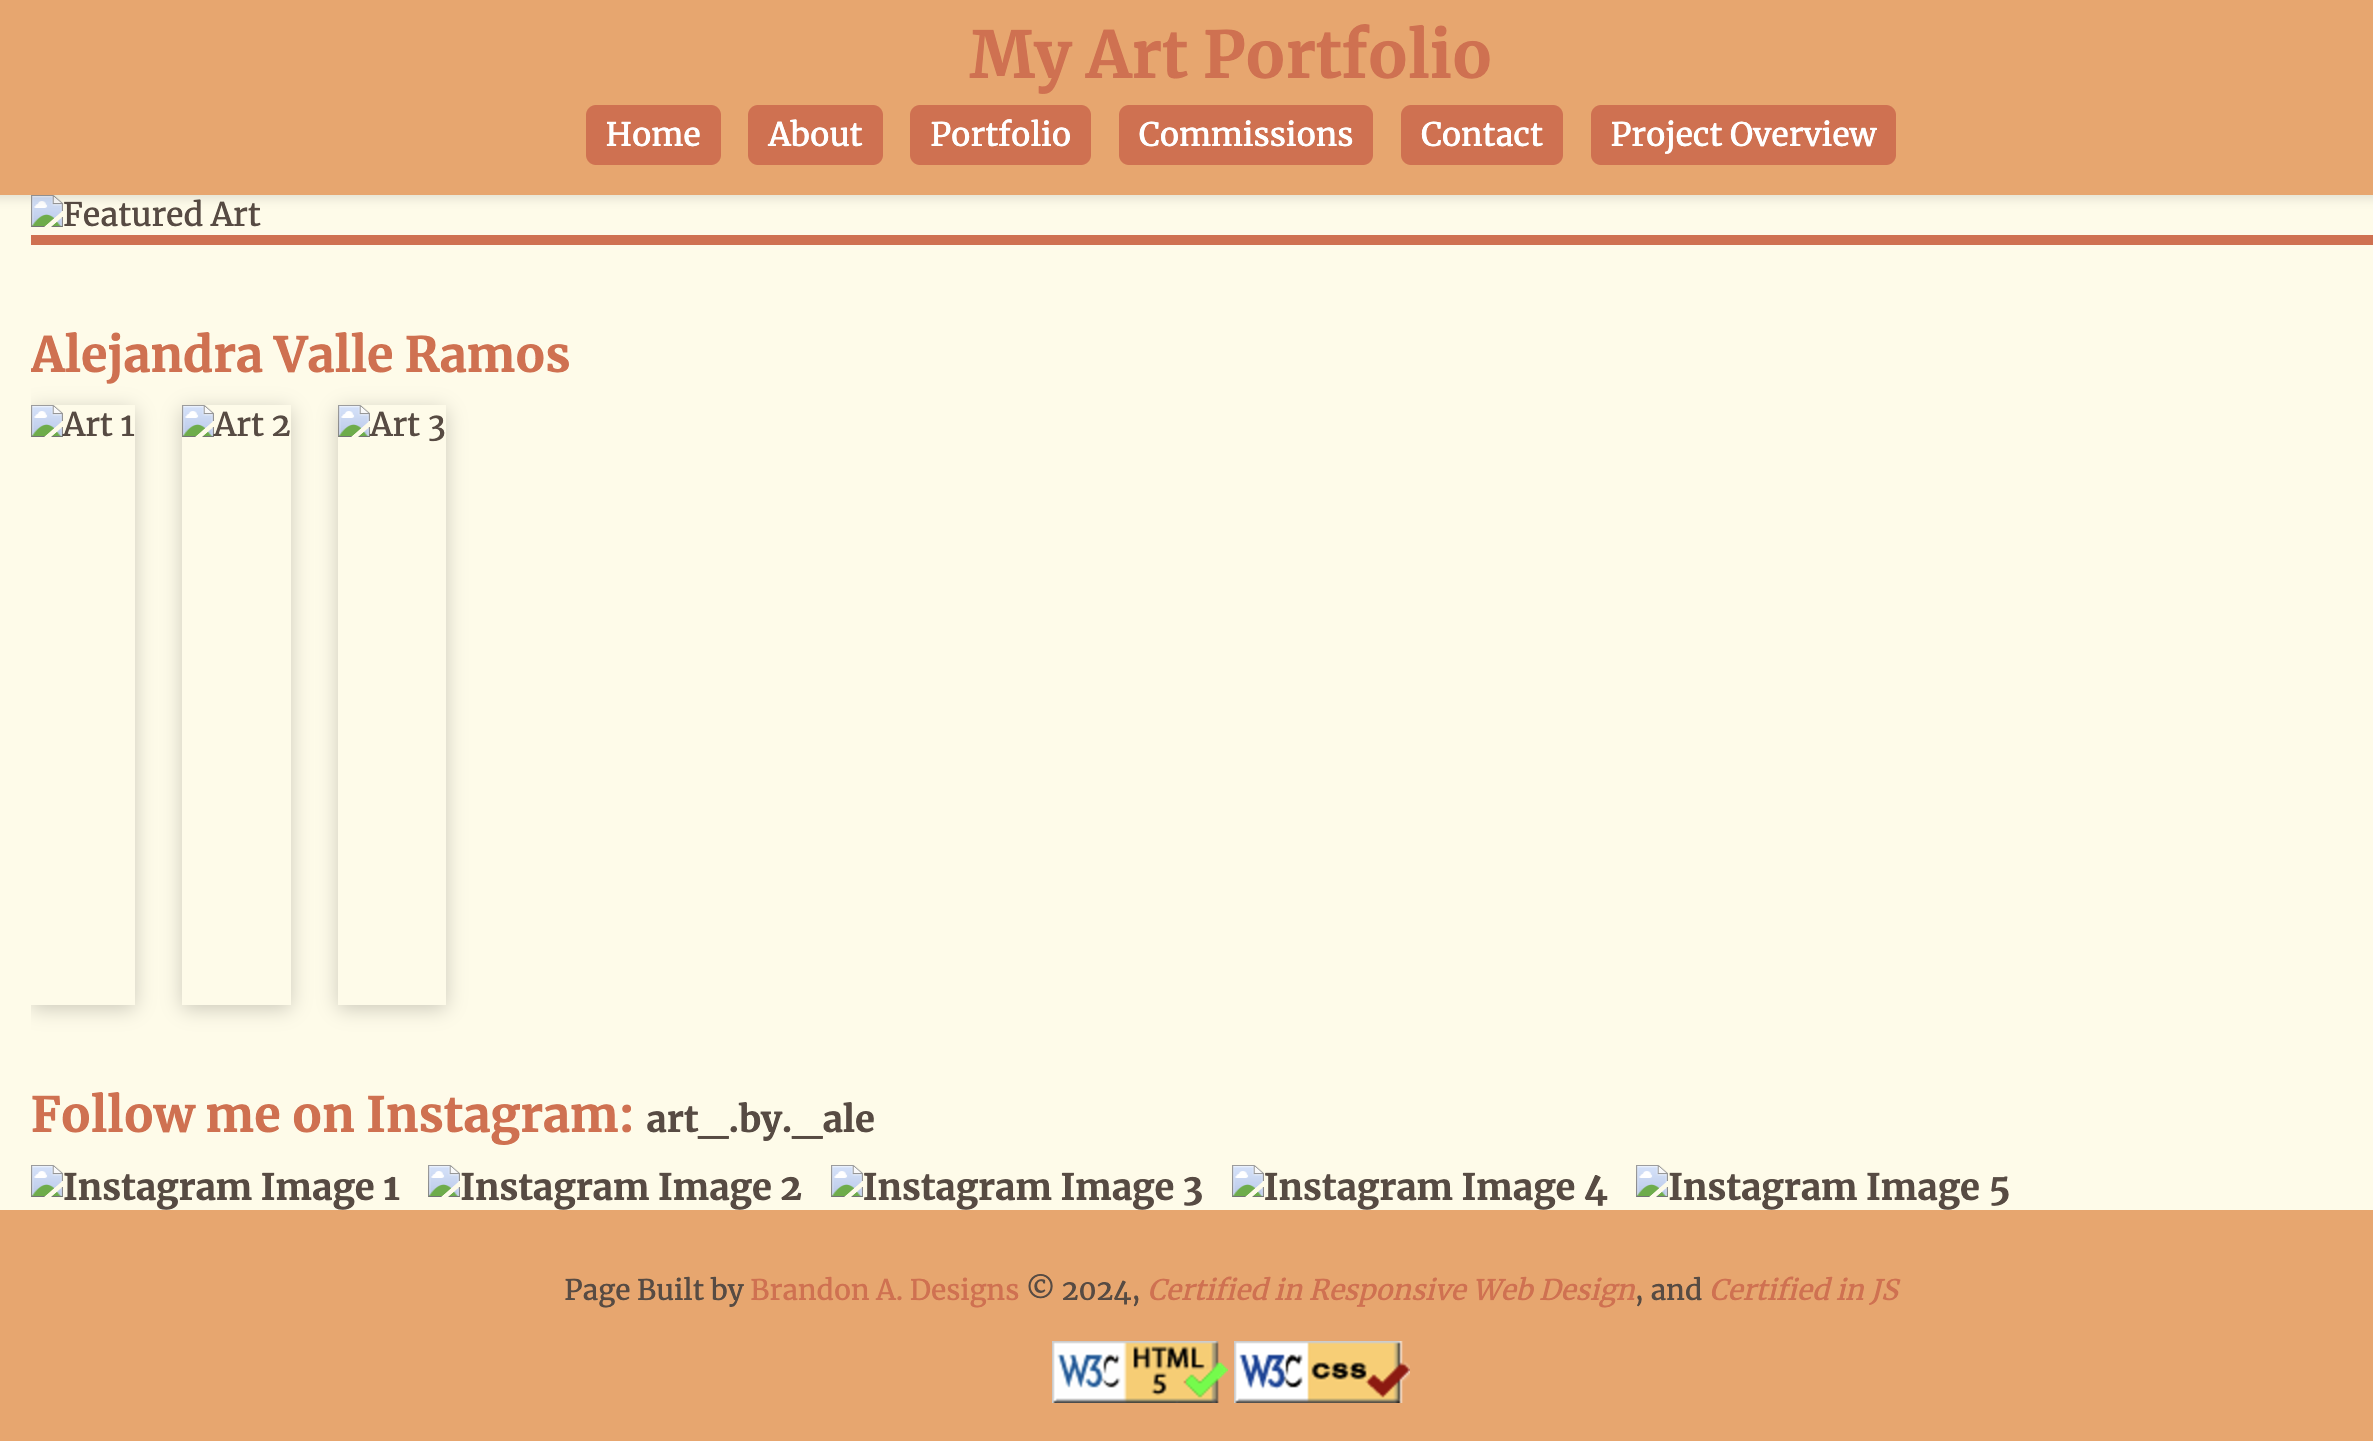 My Art Portfolio
Home About Portfolio Commissions Contact Project Overview
Featured Art
Alejandra Valle Ramos
Art 1 Art 2 Art 3
Follow me on Instagram: art_.by._ale
Instagram Image 1 Instagram Image 2 Instagram Image 3 Instagram Image 4 Instagram Image 5
Page Built by Brandon A. Designs © 2024, Certified in Responsive Web Design, and Certified in JS
W3C HTML 5 W3C css